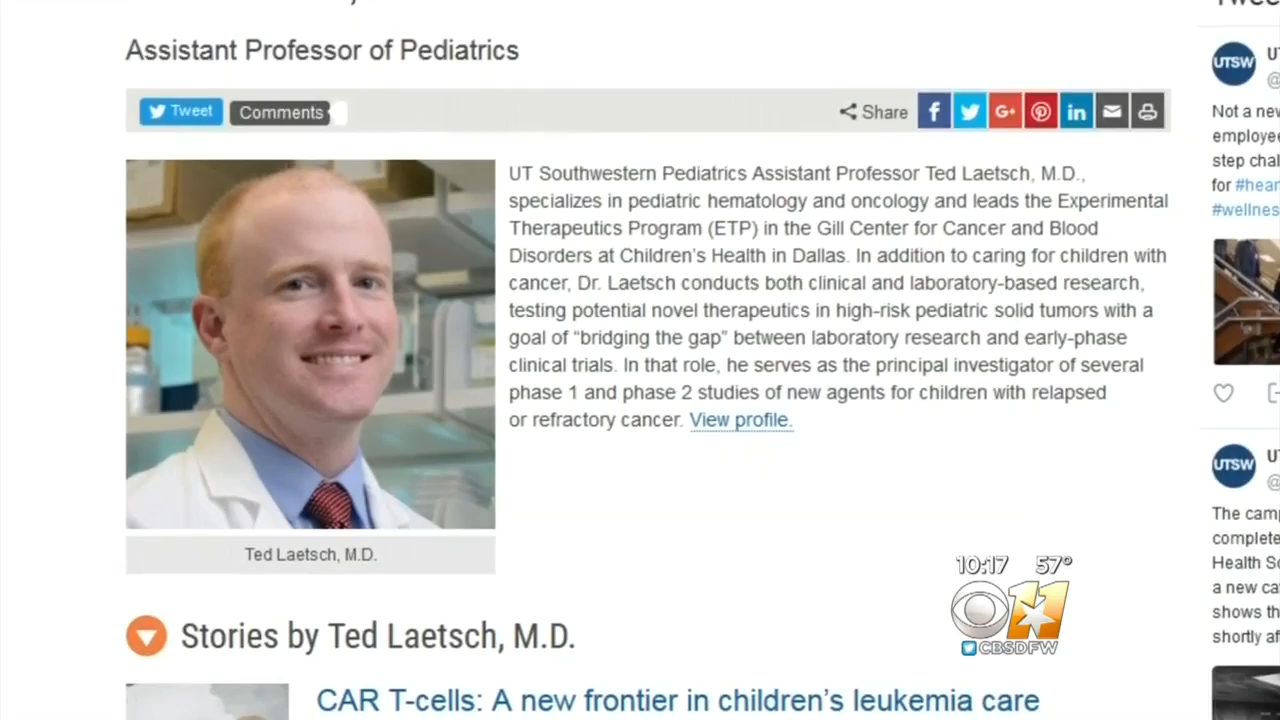 Assistant Professor of Pediatrics
Tweet
Comments
Share
UT Southwestern Pediatrics Assistant Professor Ted Laetsch, M.D.,
specializes in pediatric hematology and oncology and leads the Experimental
Therapeutics Program (ETP) in the Gill Center for Cancer and Blood
Disorders at Children's Health in Dallas. In addition to caring for children with
cancer, Dr. Laetsch conducts both clinical and laboratory-based research,
testing potential novel therapeutics in high-risk pediatric solid tumors with a
goal of “bridging the gap” between laboratory research and early-phase
clinical trials. In that role, he serves as the principal investigator of several
phase 1 and phase 2 studies of new agents for children with relapsed
or refractory cancer. View profile.
Ted Laetsch, M.D.
Stories by Ted Laetsch, M.D.
CAR T-cells: A new frontier in children's leukemia care
UTSW
Not a new
employee
step chal
for #hear
#wellnes
UTSW
The camp
complete
Health So
a new ca
shows th
shortly af
10:17 57°
11
CBSDFW